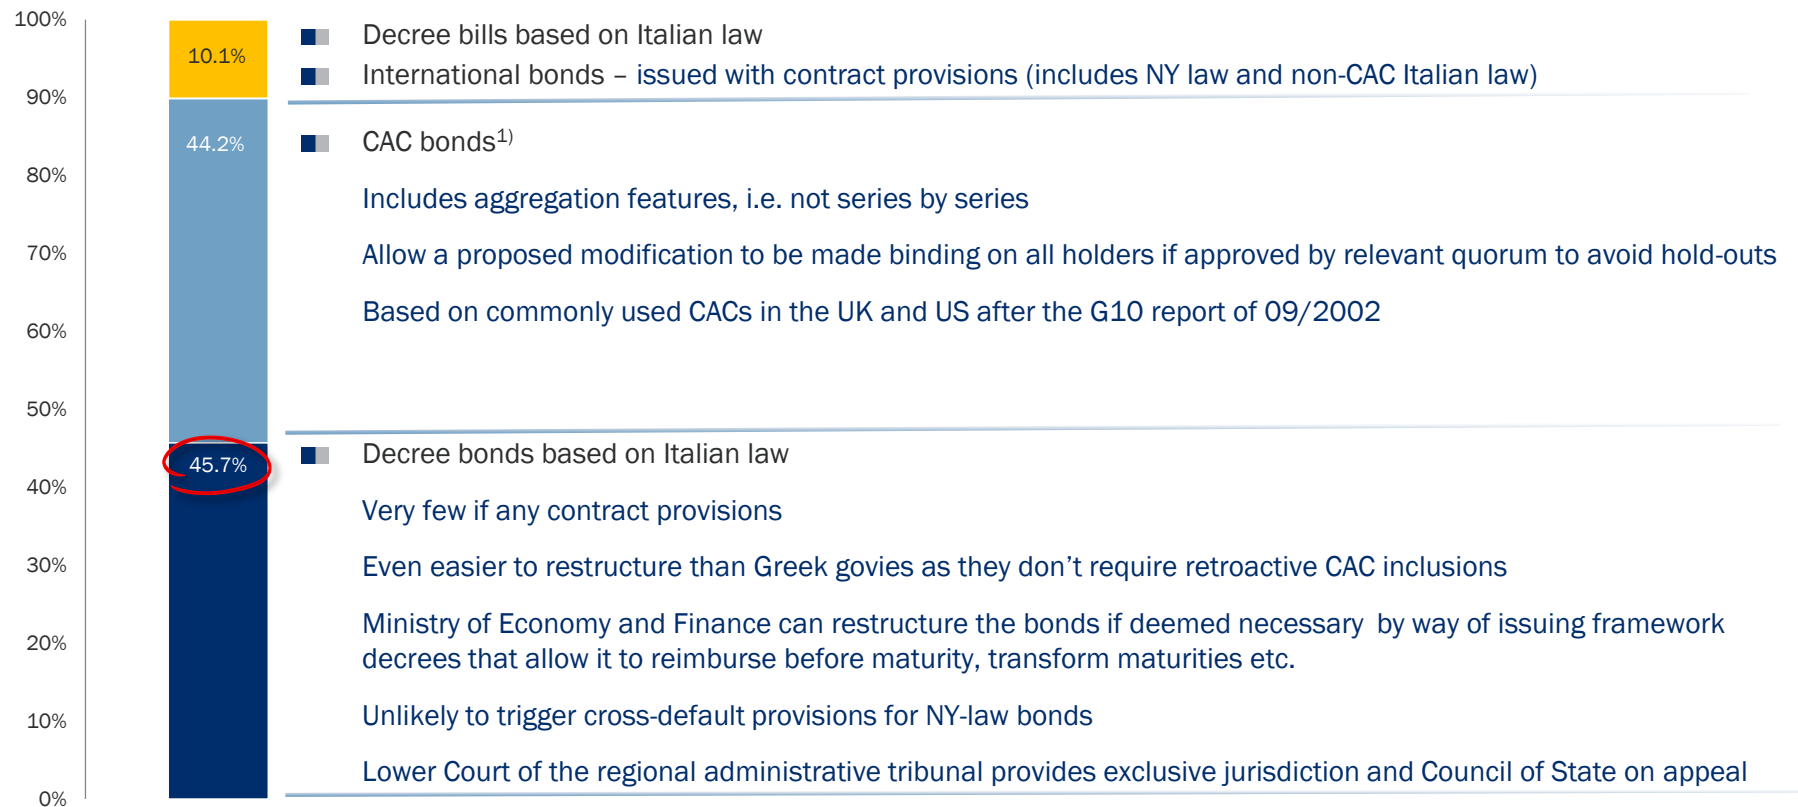 100%
90%
80%
70%
60%
50%
40%
30%
20%
10%
0%
10.1%
44.2%
45.7%
Decree bills based on Italian law
International bonds – issued with contract provisions (includes NY law and non-CAC Italian law)
CAC bonds1)
Includes aggregation features, i.e. not series by series
Allow a proposed modification to be made binding on all holders if approved by relevant quorum to avoid hold-outs
Based on commonly used CACs in the UK and US after the G10 report of 09/2002
Decree bonds based on Italian law
Very few if any contract provisions
Even easier to restructure than Greek govies as they don’t require retroactive CAC inclusions
Ministry of Economy and Finance can restructure the bonds if deemed necessary  by way of issuing framework
decrees that allow it to reimburse before maturity, transform maturities etc.
Unlikely to trigger cross-default provisions for NY-law bonds
Lower Court of the regional administrative tribunal provides exclusive jurisdiction and Council of State on appeal